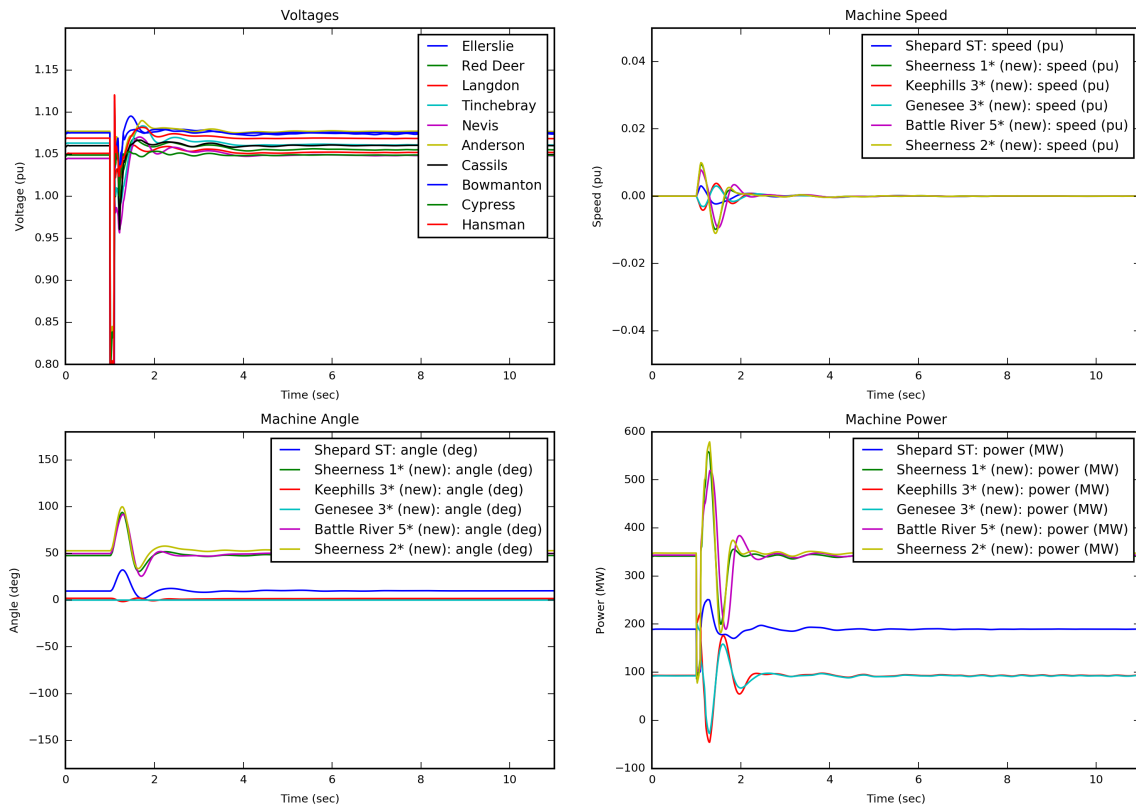 Voltages
1.15
1.10
1.05
1.00
0.95
0.90
0.85
0.80
Voltage (pu)
Ellerslie
Red Deer
Langdon
Tinchebray
Nevis
Anderson
Cassils
Bowmanton
Cypress
Hansman
0 2 4 6 8 10
Time (sec)
Machine Speed
0.04
0.02
0.00
−0.02
−0.04
Speed (pu)
Shepard ST: speed (pu)
Sheerness 1* (new): speed (pu)
Keephills 3* (new): speed (pu)
Genesee 3* (new): speed (pu)
Battle River 5* (new): speed (pu)
Sheerness 2* (new): speed (pu)
0 2 4 6 8 10
Time (sec)
Machine Angle
150
100
50
0
−50
−100
−150
Angle (deg)
Shepard ST: angle (deg)
Sheerness 1* (new): angle (deg)
Keephills 3* (new): angle (deg)
Genesee 3* (new): angle (deg)
Battle River 5* (new): angle (deg)
Sheerness 2* (new): angle (deg)
0 2 4 6 8 10
Time (sec)
Machine Power
600
500
400
300
200
100
0
−100
Power (MW)
Shepard ST: power (MW)
Sheerness 1* (new): power (MW)
Keephills 3* (new): power (MW)
Genesee 3* (new): power (MW)
Battle River 5* (new): power (MW)
Sheerness 2* (new): power (MW)
0 2 4 6 8 10
Time (sec)